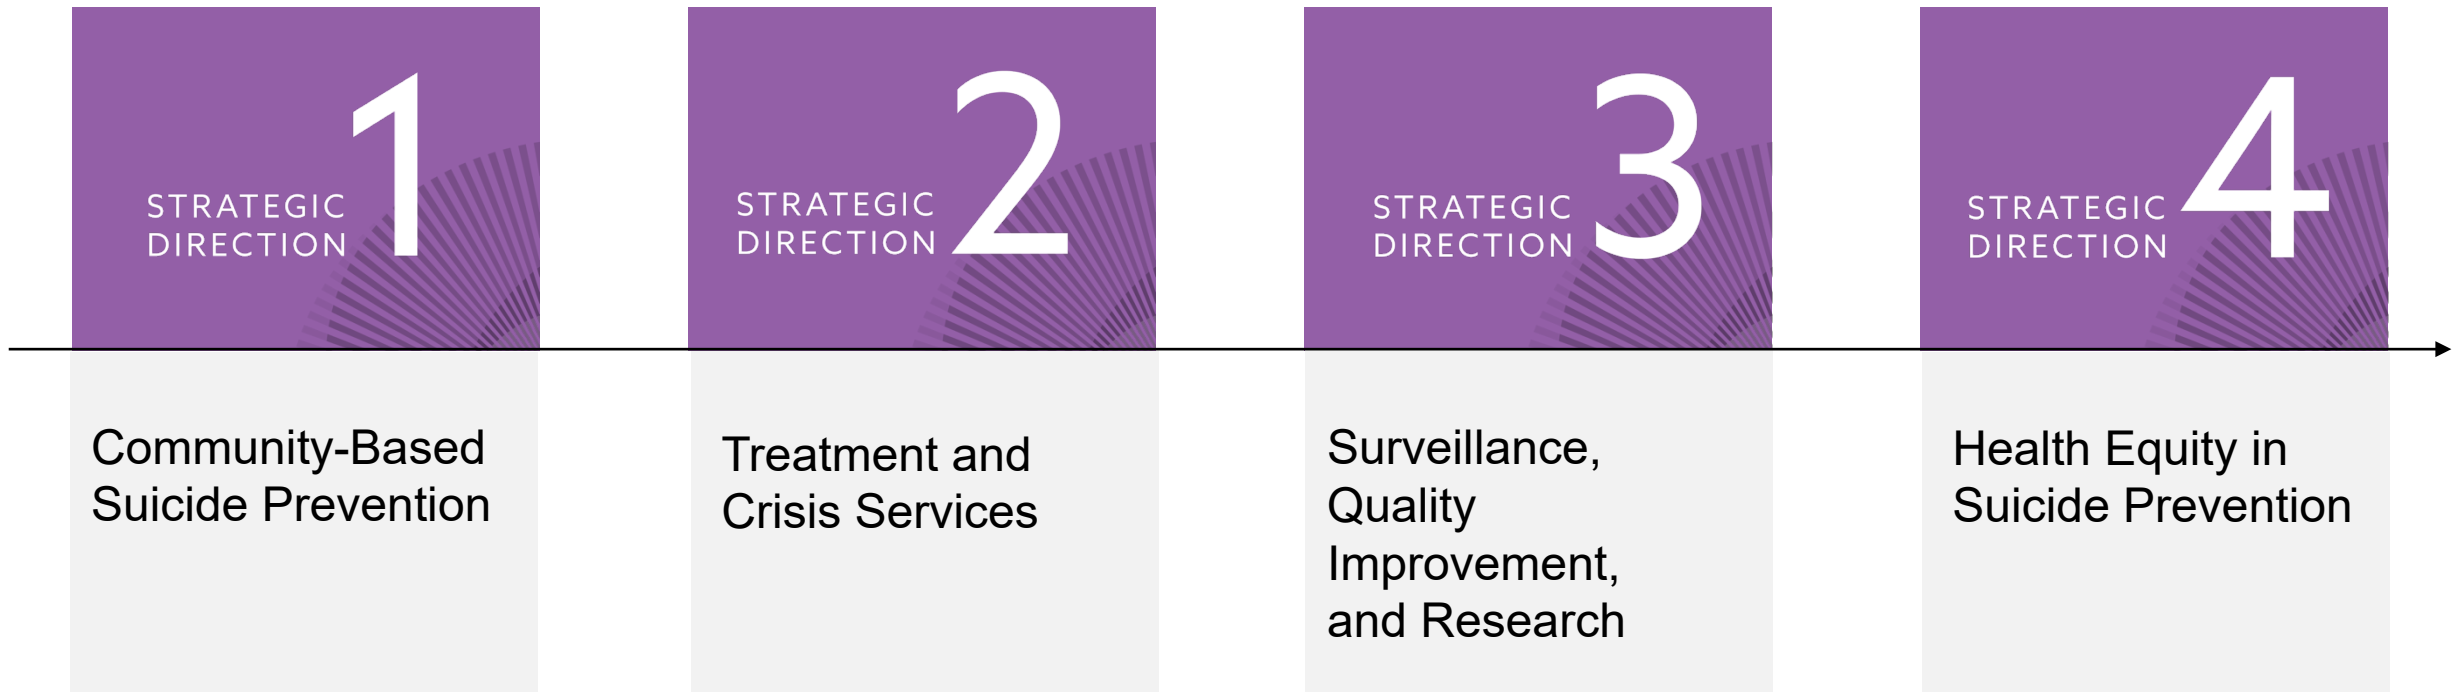 STRATEGIC
DIRECTION
1
Community-Based
Suicide Prevention
STRATEGIC
DIRECTION
2
Treatment and
Crisis Services
STRATEGIC
DIRECTION
3
Surveillance,
Quality
Improvement,
and Research
STRATEGIC
DIRECTION
4
Health Equity in
Suicide Prevention